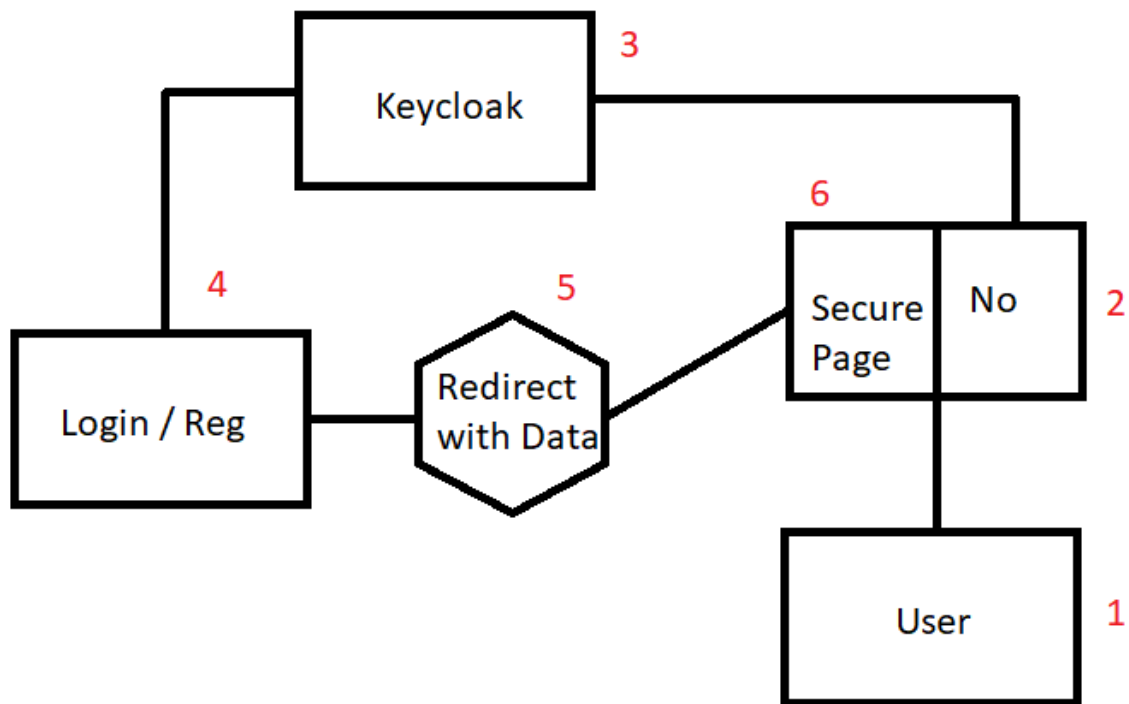 3
Keycloak
6
4
5
No
2
Secure
Page
Redirect
with Data
Login / Reg
1
User